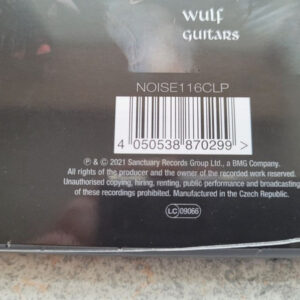 wulf
GUITARS
NOISE116CLP
4 050538 870299 >
℗ & © 2021 Sanctuary Records Group Ltd., a BMG Company.
All rights of the producer and the owner of the recorded work reserved.
Unauthorised copying, hiring, renting, public performance and broadcasting
of these recordings prohibited. Manufactured in the Czech Republic.
LC 09066